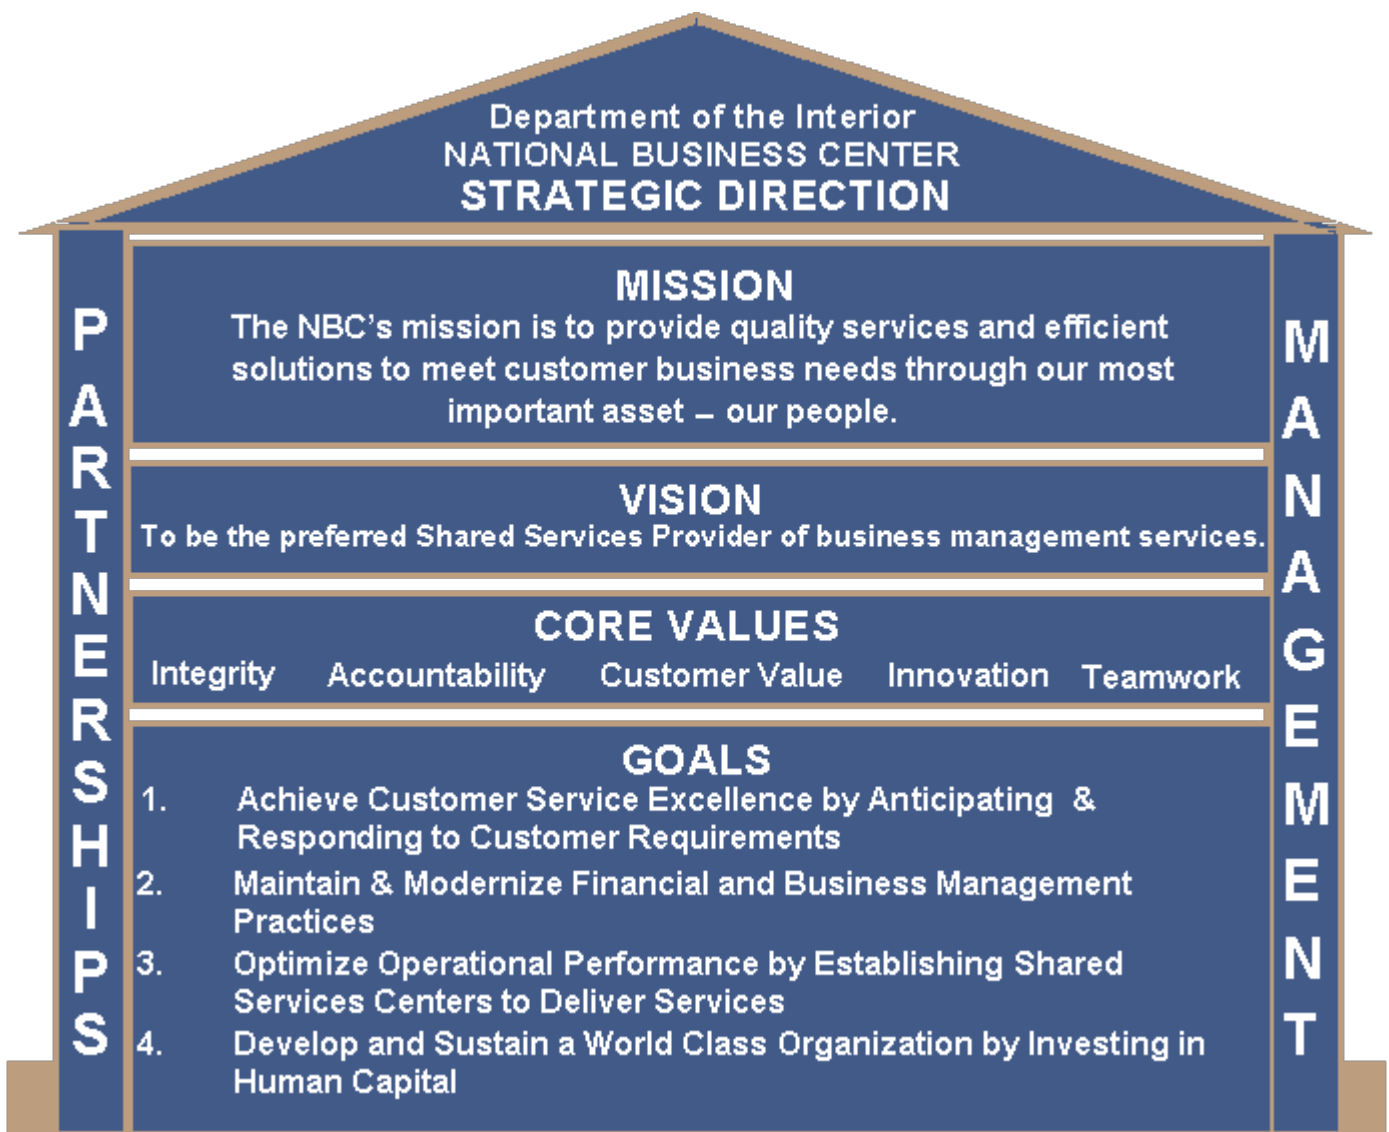 Department of the Interior
NATIONAL BUSINESS CENTER
STRATEGIC DIRECTION
PARTNERSHIPS
MISSION
The NBC's mission is to provide quality services and efficient
solutions to meet customer business needs through our most
important asset – our people.
VISION
To be the preferred Shared Services Provider of business management services.
CORE VALUES
Integrity Accountability Customer Value Innovation Teamwork
GOALS
1. Achieve Customer Service Excellence by Anticipating &
Responding to Customer Requirements
2. Maintain & Modernize Financial and Business Management
Practices
3. Optimize Operational Performance by Establishing Shared
Services Centers to Deliver Services
4. Develop and Sustain a World Class Organization by Investing in
Human Capital
MANAGEMENT